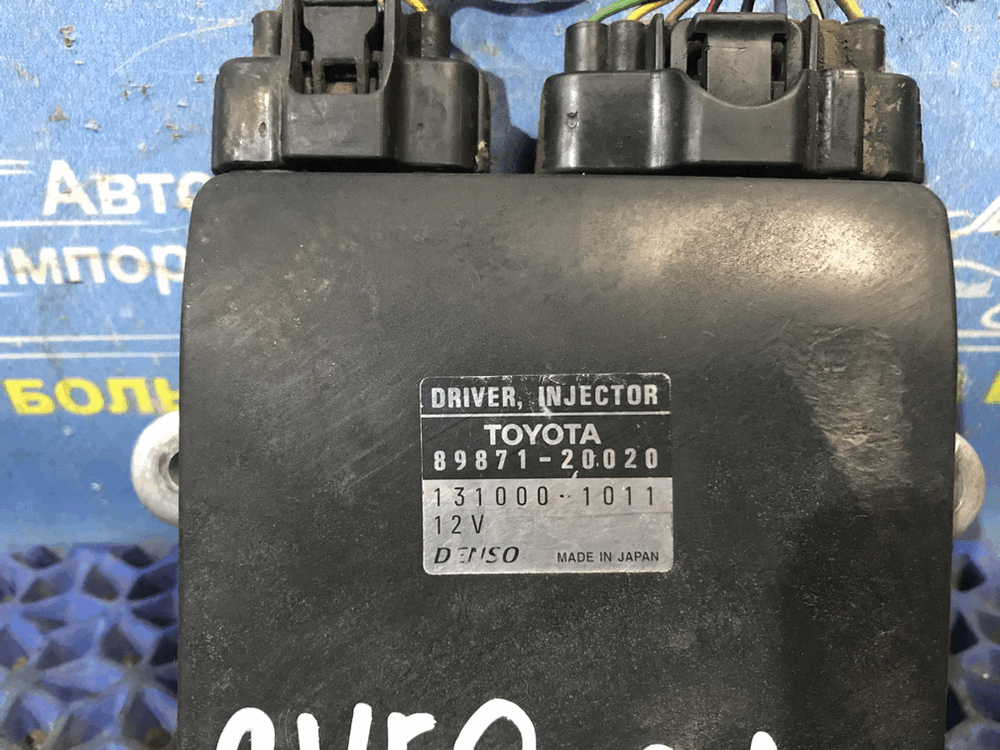 Авто
импор
боль
DRIVER, INJECTOR
TOYOTA
89871-20020
131000-1011
12V
DENSO MADE IN JAPAN